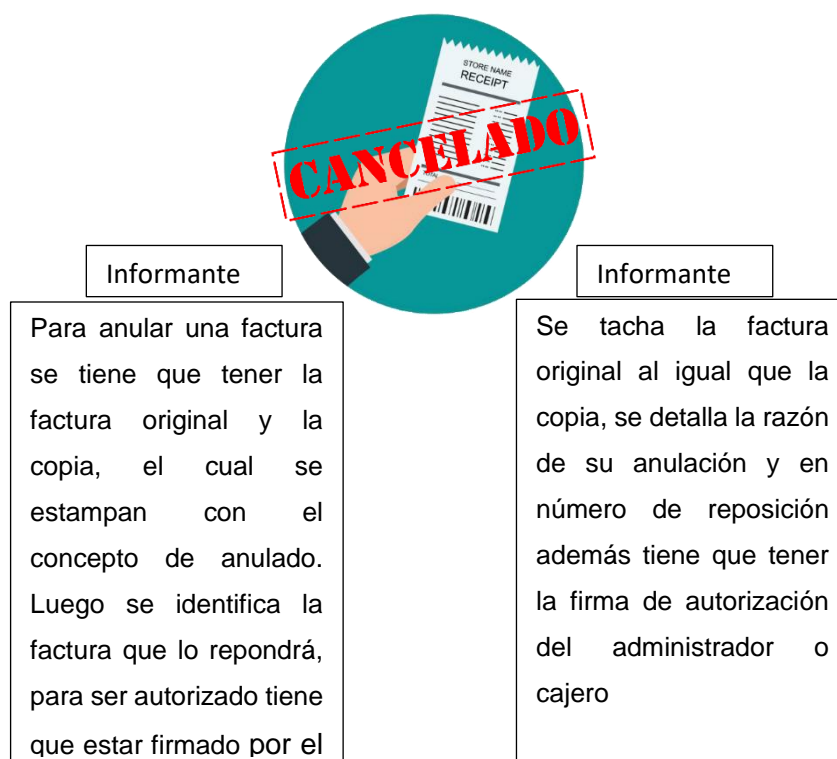 STORE NAME
RECEIPT
CANCELADO
Informante
Para anular una factura
se tiene que tener la
factura original y la
copia, el cual se
estampan con el
concepto de anulado.
Luego se identifica la
factura que lo repondrá,
para ser autorizado tiene
que estar firmado por el
Informante
Se tacha la factura
original al igual que la
copia, se detalla la razón
de su anulación y en
número de reposición
además tiene que tener
la firma de autorización
del administrador o
cajero